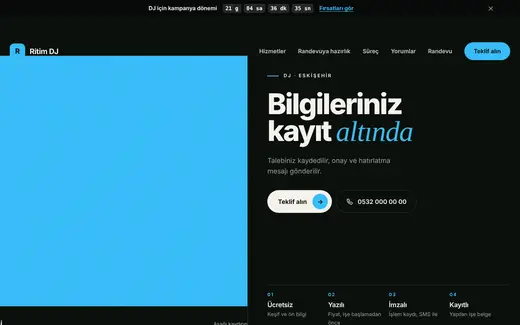 DJ için kampanya dönemi 21 g 04 sa 36 dk 35 sn Fırsatları gör ×
R Ritim DJ Hizmetler Randevuya hazırlık Süreç Yorumlar Randevu Teklif alın
DJ · ESKİŞEHİR
Bilgileriniz
kayıt altında
Talebiniz kaydedilir, onay ve hatırlatma
mesajı gönderilir.
Teklif alın → 0532 000 00 00
01 02 03 04
Ücretsiz Yazılı İmzalı Kayıtlı
Keşif ve ön bilgi Fiyat, işe başlamadan İşlem kaydı, SMS ile Yapılan işe belge
önce